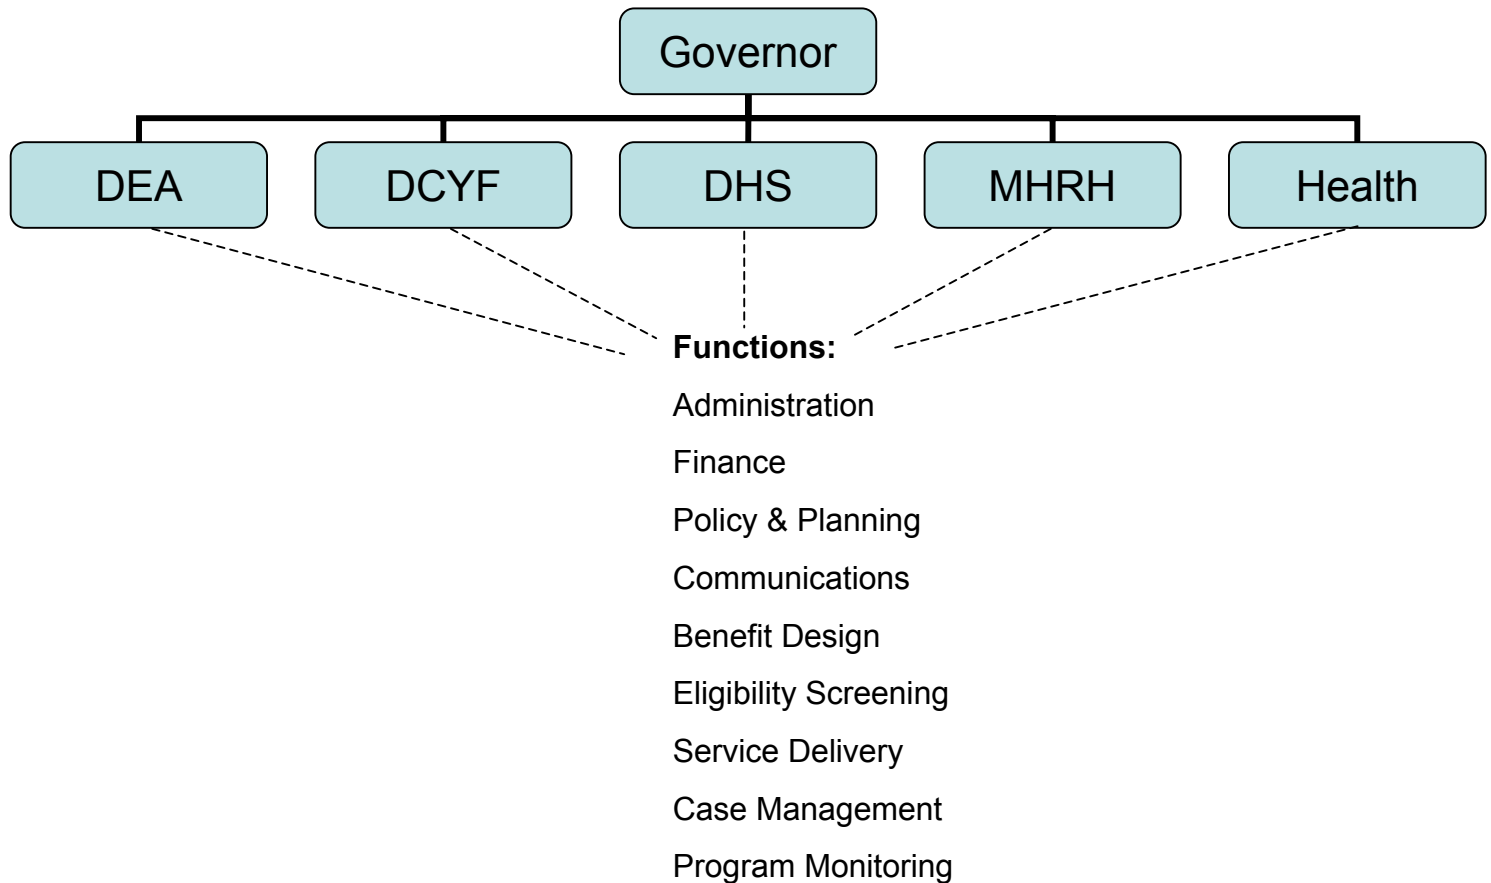 Governor
DEA
DCYF
DHS
MHRH
Health
Functions:
Administration
Finance
Policy & Planning
Communications
Benefit Design
Eligibility Screening
Service Delivery
Case Management
Program Monitoring